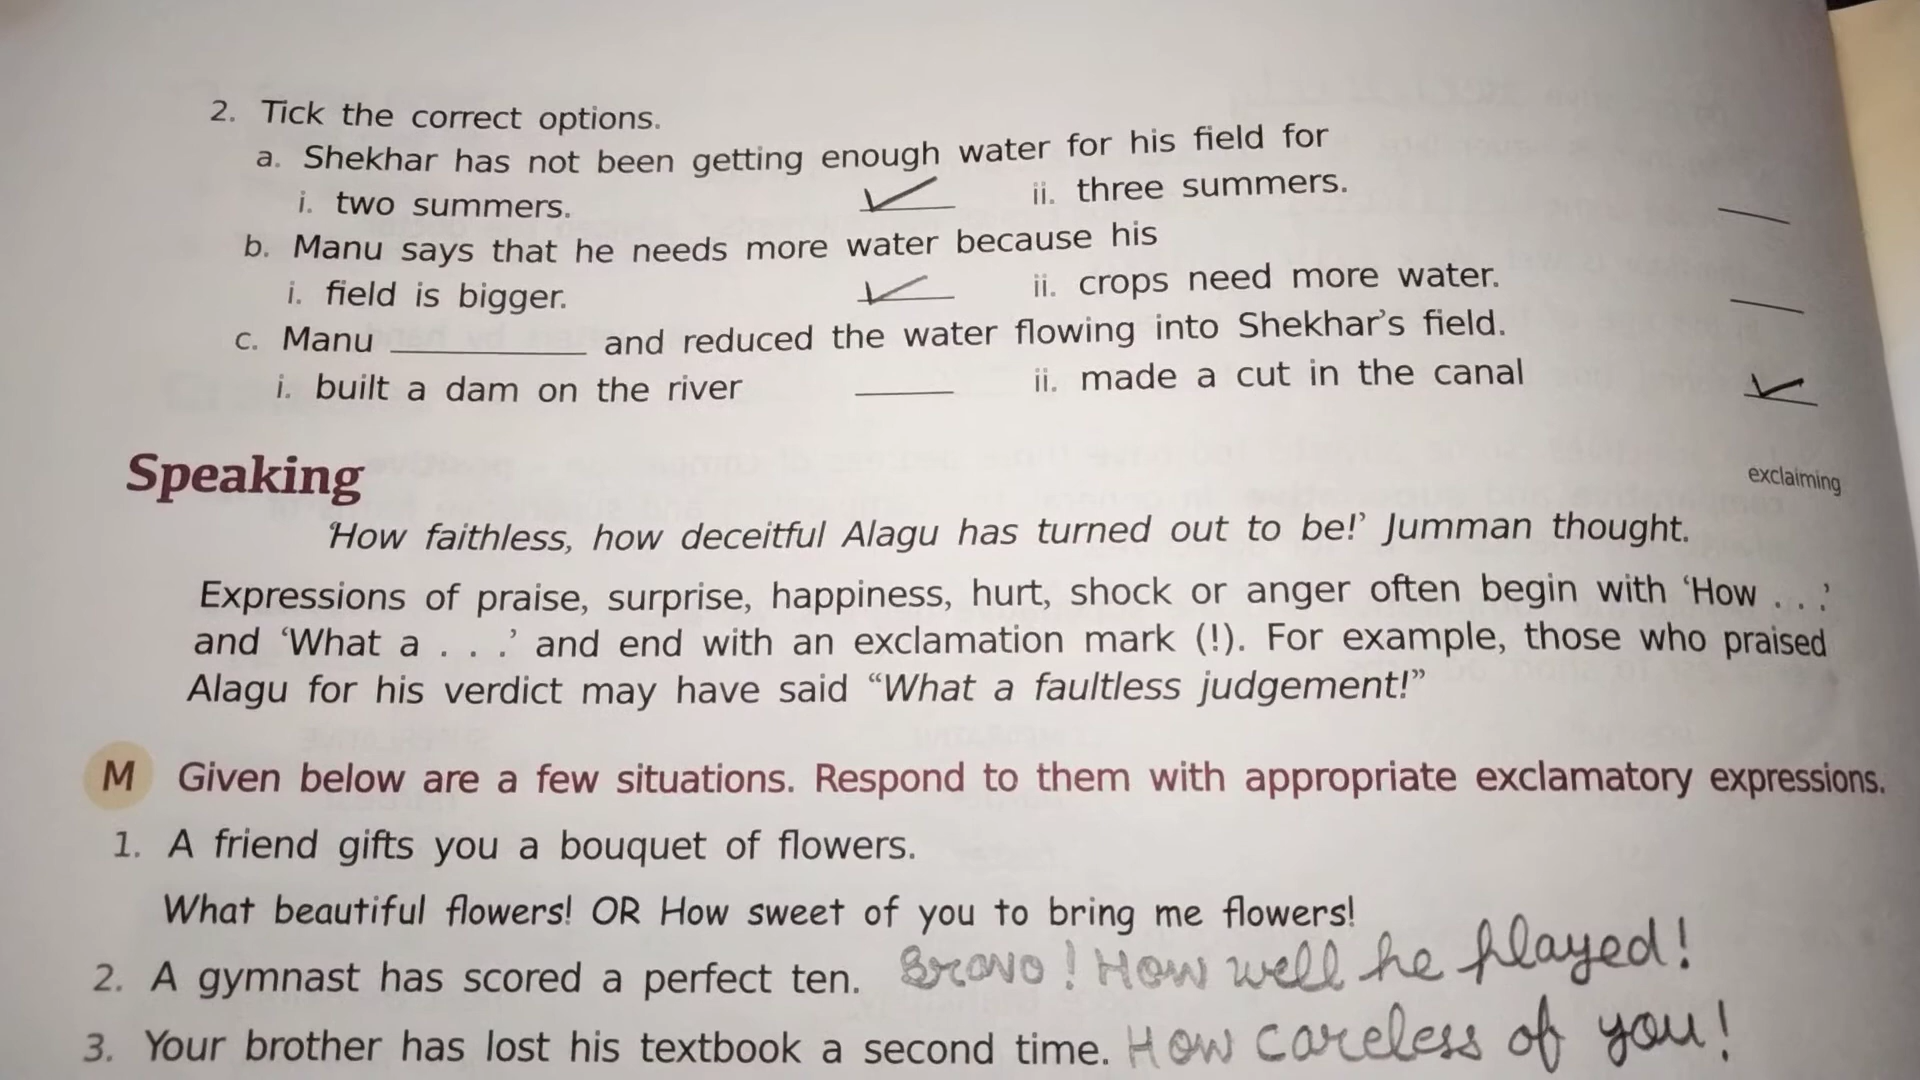 2. Tick the correct options.
a. Shekhar has not been getting enough water for his field for
i. two summers. ✓ ii. three summers. ___
b. Manu says that he needs more water because his
i. field is bigger. ✓ ii. crops need more water. ___
c. Manu ___ and reduced the water flowing into Shekhar's field.
i. built a dam on the river ___ ii. made a cut in the canal ✓
Speaking
exclaiming
‘How faithless, how deceitful Alagu has turned out to be!’ Jumman thought.
Expressions of praise, surprise, happiness, hurt, shock or anger often begin with ‘How . . .’
and ‘What a . . .’ and end with an exclamation mark (!). For example, those who praised
Alagu for his verdict may have said “What a faultless judgement!”
M Given below are a few situations. Respond to them with appropriate exclamatory expressions.
1. A friend gifts you a bouquet of flowers.
What beautiful flowers! OR How sweet of you to bring me flowers!
2. A gymnast has scored a perfect ten. Bravo! How well he played!
3. Your brother has lost his textbook a second time. How careless of you!